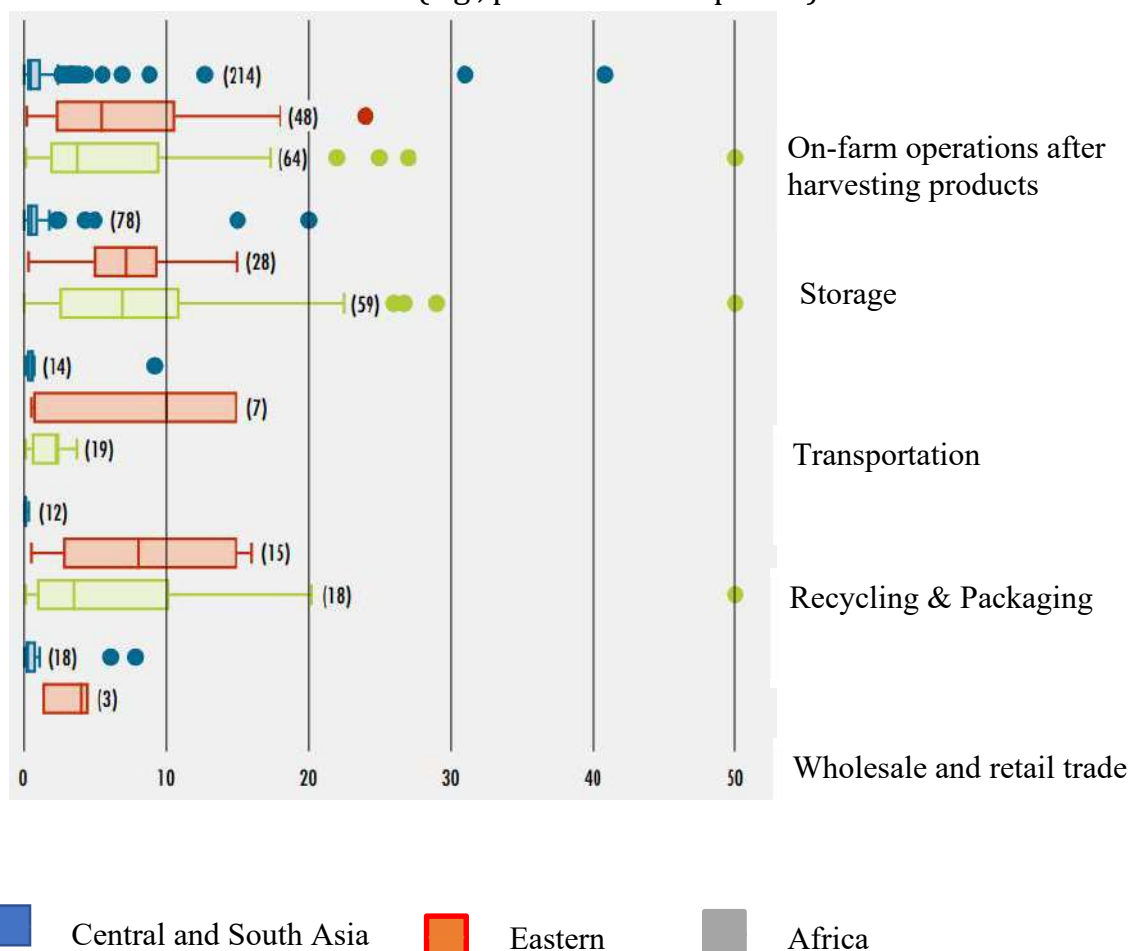 (214)
(48)
(64)
On-farm operations after
harvesting products
(78)
(28)
(59)
Storage
(14)
(7)
(19)
Transportation
(12)
(15)
(18)
Recycling & Packaging
(18)
(3)
0 10 20 30 40 50
Wholesale and retail trade
Central and South Asia Eastern Africa